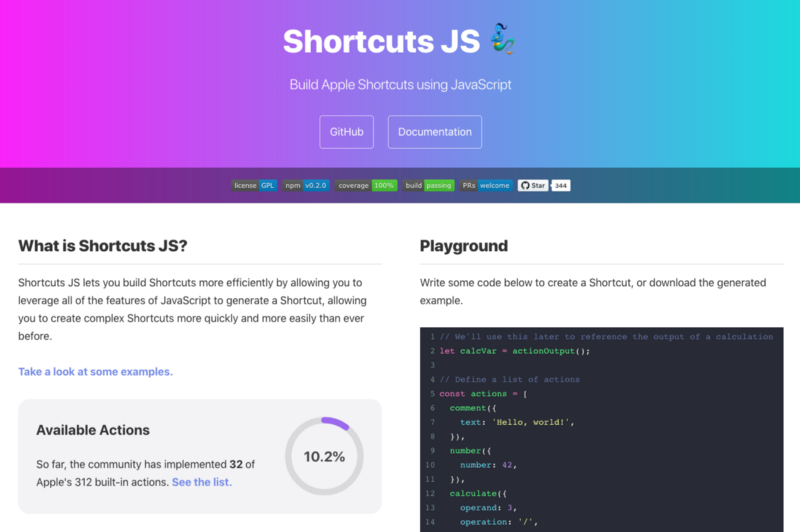 Shortcuts JS
Build Apple Shortcuts using JavaScript
GitHub
Documentation
license GPL
npm v0.2.0
coverage 100%
build passing
PRs welcome
Star 344
What is Shortcuts JS?
Shortcuts JS lets you build Shortcuts more efficiently by allowing you to
leverage all of the features of JavaScript to generate a Shortcut, allowing
you to create complex Shortcuts more quickly and more easily than ever
before.
Take a look at some examples.
Available Actions
So far, the community has implemented 32 of
Apple's 312 built-in actions. See the list.
10.2%
Playground
Write some code below to create a Shortcut, or download the generated
example.
1 // We'll use this later to reference the output of a calculation
2 let calcVar = actionOutput();
3
4 // Define a list of actions
5 const actions = [
6 comment({
7 text: 'Hello, world!',
8 }),
9 number({
10 number: 42,
11 }),
12 calculate({
13 operand: 3,
14 operation: '/',